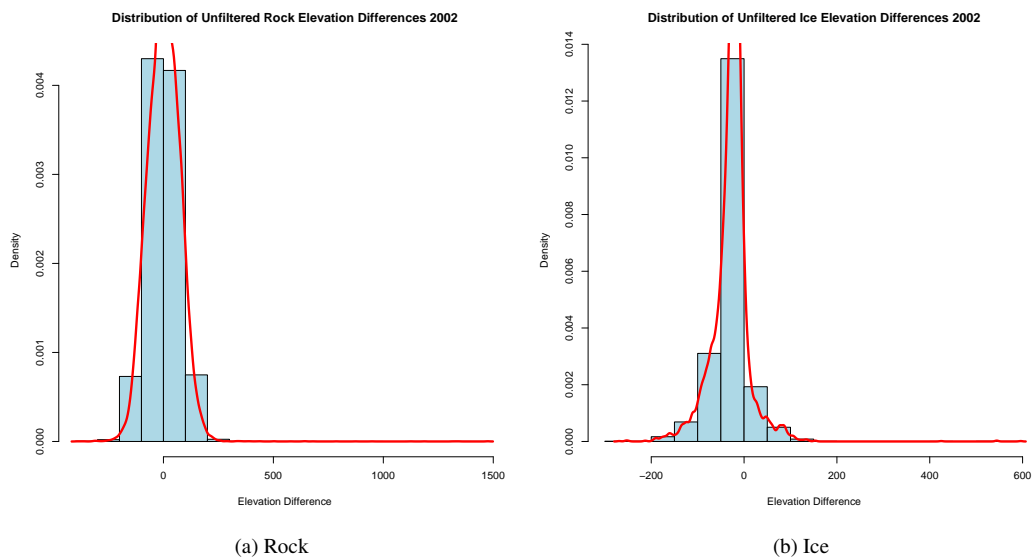 Distribution of Unfiltered Rock Elevation Differences 2002
Density
0.004
0.003
0.002
0.001
0.000
0 500 1000 1500
Elevation Difference
(a) Rock
Distribution of Unfiltered Ice Elevation Differences 2002
Density
0.014
0.012
0.010
0.008
0.006
0.004
0.002
0.000
−200 0 200 400 600
Elevation Difference
(b) Ice